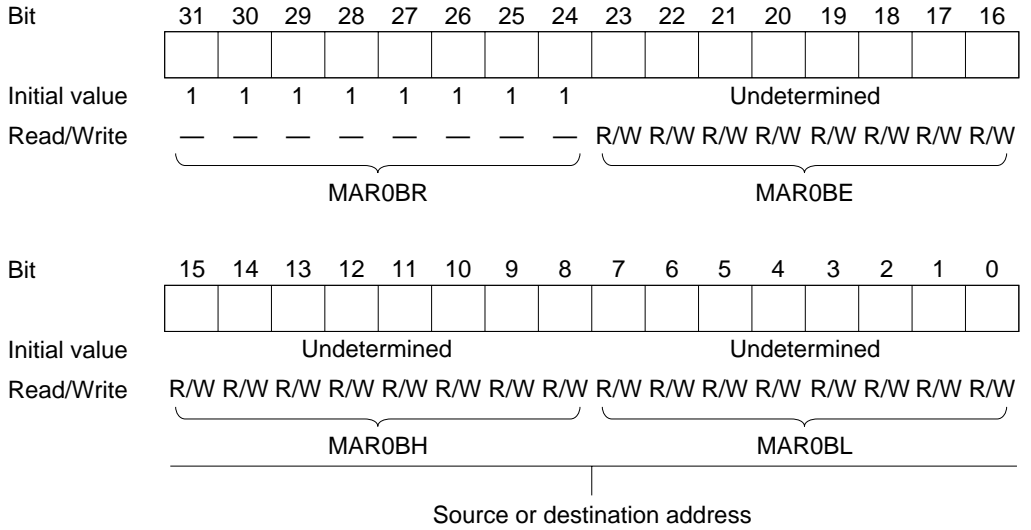 Bit 31 30 29 28 27 26 25 24 23 22 21 20 19 18 17 16
Initial value 1 1 1 1 1 1 1 1 Undetermined
Read/Write — — — — — — — — R/W R/W R/W R/W R/W R/W R/W R/W
MAR0BR MAR0BE
Bit 15 14 13 12 11 10 9 8 7 6 5 4 3 2 1 0
Initial value Undetermined Undetermined
Read/Write R/W R/W R/W R/W R/W R/W R/W R/W R/W R/W R/W R/W R/W R/W R/W R/W
MAR0BH MAR0BL
Source or destination address